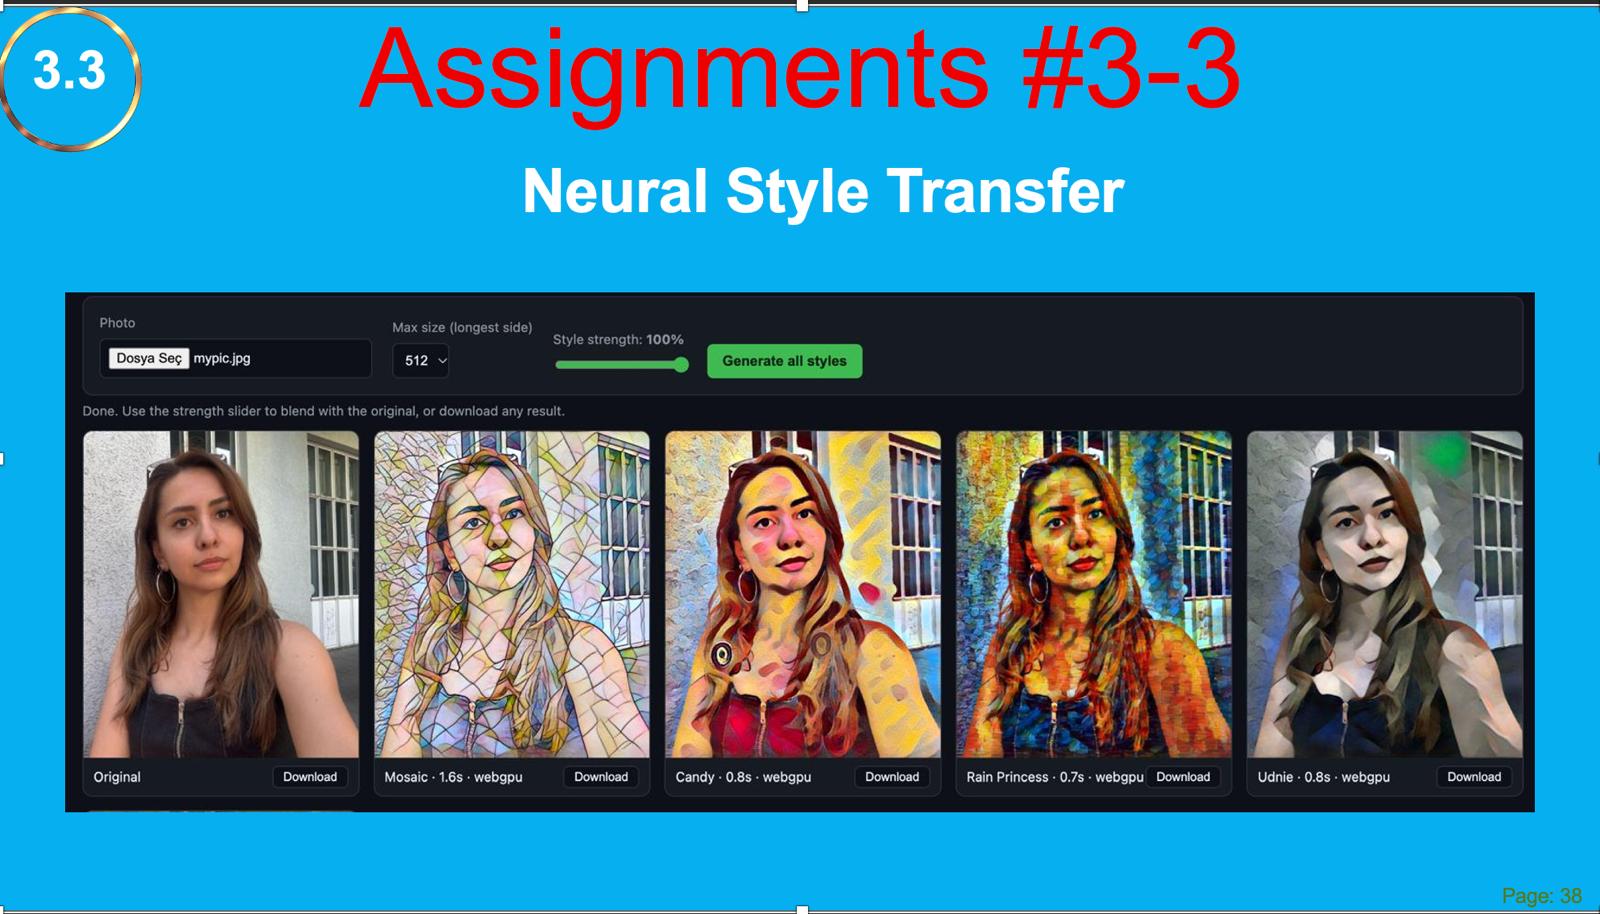 3.3
Assignments #3-3
Neural Style Transfer
Photo
Dosya Seç mypic.jpg
Max size (longest side)
512
Style strength: 100%
Generate all styles
Done. Use the strength slider to blend with the original, or download any result.
Original Download
Mosaic · 1.6s · webgpu Download
Candy · 0.8s · webgpu Download
Rain Princess · 0.7s · webgpu Download
Udnie · 0.8s · webgpu Download
Page: 38